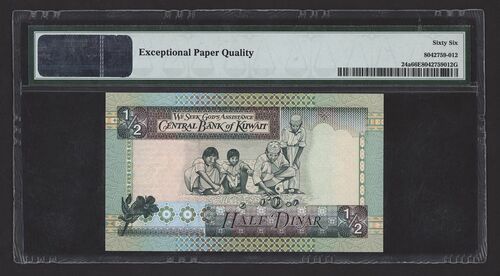 Sixty Six
Exceptional Paper Quality
8042759-012
24a66E8042759012G
1/2
WE SEEK GOD'S ASSISTANCE
CENTRAL BANK of KUWAIT
HALF DINAR
1/2